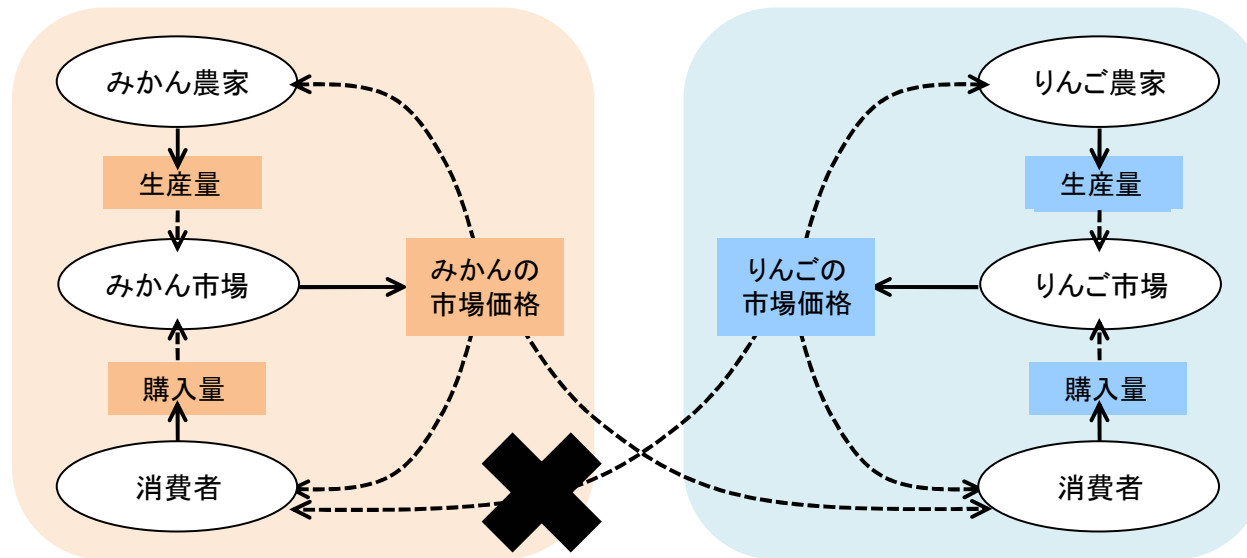 みかん農家
生産量
みかん市場
購入量
消費者
みかんの
市場価格
りんごの
市場価格
りんご農家
生産量
りんご市場
購入量
消費者